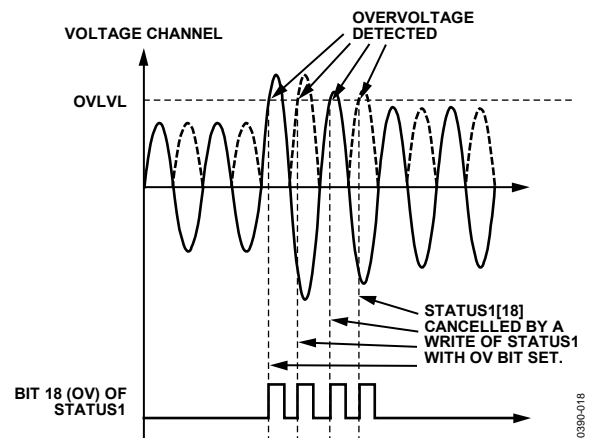 OVERVOLTAGE
DETECTED
VOLTAGE CHANNEL
OVLVL
STATUS1[18]
CANCELLED BY A
WRITE OF STATUS1
WITH OV BIT SET.
BIT 18 (OV) OF
STATUS1
0390-018